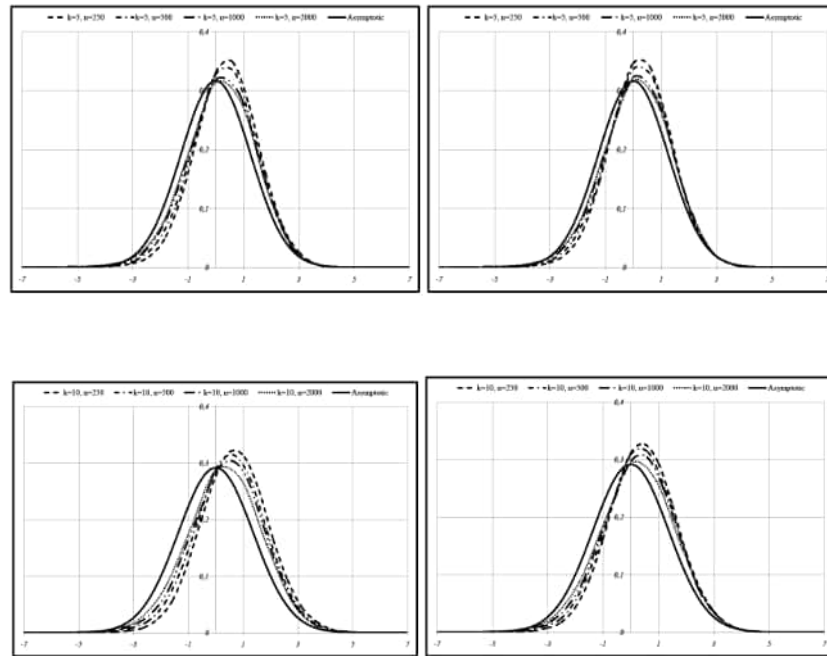 k=5, n=250 k=5, n=500 k=5, n=1000 k=5, n=2000 Asymptotic
0,4
0,2
0,1
0
-7 -5 -3 -1 1 3 5 7
k=5, n=250 k=5, n=500 k=5, n=1000 k=5, n=2000 Asymptotic
0,4
0,2
0,1
0
-7 -5 -3 -1 1 3 5 7
k=10, n=250 k=10, n=500 k=10, n=1000 k=10, n=2000 Asymptotic
0,4
0,3
0,2
0,1
0
-7 -5 -3 -1 1 3 5 7
k=10, n=250 k=10, n=500 k=10, n=1000 k=10, n=2000 Asymptotic
0,4
0,3
0,2
0,1
0
-7 -5 -3 -1 1 3 5 7